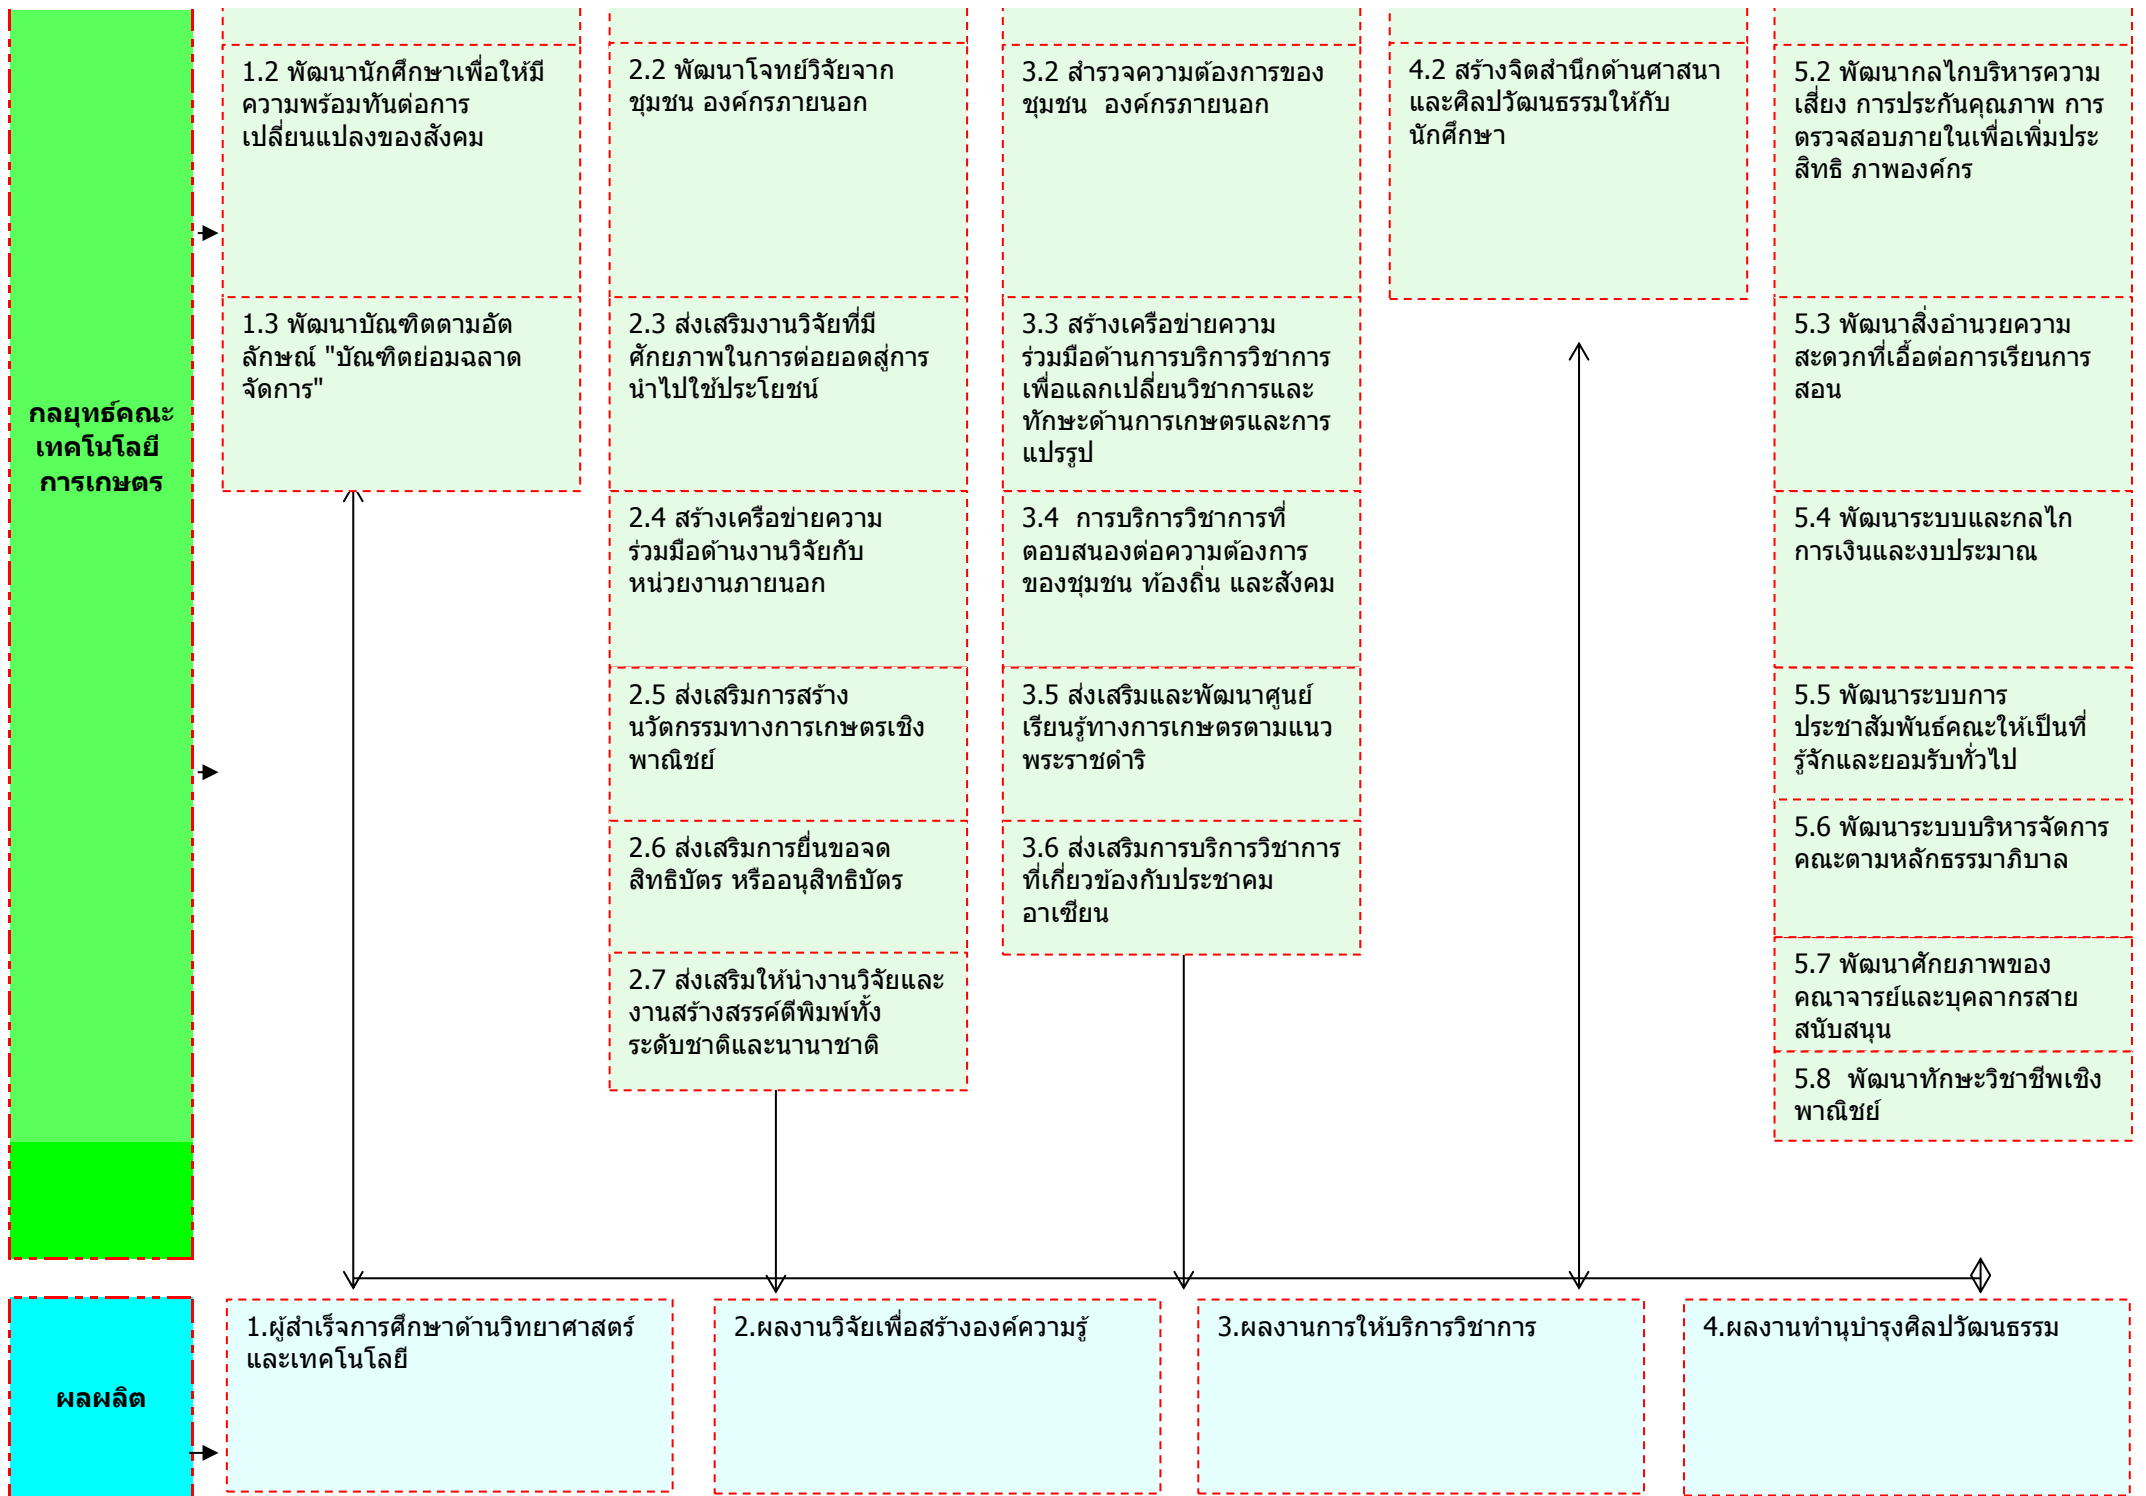 กลยุทธ์คณะ
เทคโนโลยี
การเกษตร
1.2 พัฒนานักศึกษาเพื่อให้มี
ความพร้อมทันต่อการ
เปลี่ยนแปลงของสังคม
1.3 พัฒนาบัณฑิตตามอัต
ลักษณ์ "บัณฑิตย่อมฉลาด
จัดการ"
2.2 พัฒนาโจทย์วิจัยจาก
ชุมชน องค์กรภายนอก
2.3 ส่งเสริมงานวิจัยที่มี
ศักยภาพในการต่อยอดสู่การ
นำไปใช้ประโยชน์
2.4 สร้างเครือข่ายความ
ร่วมมือด้านงานวิจัยกับ
หน่วยงานภายนอก
2.5 ส่งเสริมการสร้าง
นวัตกรรมทางการเกษตรเชิง
พาณิชย์
2.6 ส่งเสริมการยื่นขอจด
สิทธิบัตร หรืออนุสิทธิบัตร
2.7 ส่งเสริมให้นำงานวิจัยและ
งานสร้างสรรค์ตีพิมพ์ทั้ง
ระดับชาติและนานาชาติ
3.2 สำรวจความต้องการของ
ชุมชน  องค์กรภายนอก
3.3 สร้างเครือข่ายความ
ร่วมมือด้านการบริการวิชาการ
เพื่อแลกเปลี่ยนวิชาการและ
ทักษะด้านการเกษตรและการ
แปรรูป
3.4  การบริการวิชาการที่
ตอบสนองต่อความต้องการ
ของชุมชน ท้องถิ่น และสังคม
3.5 ส่งเสริมและพัฒนาศูนย์
เรียนรู้ทางการเกษตรตามแนว
พระราชดำริ
3.6 ส่งเสริมการบริการวิชาการ
ที่เกี่ยวข้องกับประชาคม
อาเซียน
4.2 สร้างจิตสำนึกด้านศาสนา
และศิลปวัฒนธรรมให้กับ
นักศึกษา
5.2 พัฒนากลไกบริหารความ
เสี่ยง การประกันคุณภาพ การ
ตรวจสอบภายในเพื่อเพิ่มประ
สิทธิ ภาพองค์กร
5.3 พัฒนาสิ่งอำนวยความ
สะดวกที่เอื้อต่อการเรียนการ
สอน
5.4 พัฒนาระบบและกลไก
การเงินและงบประมาณ
5.5 พัฒนาระบบการ
ประชาสัมพันธ์คณะให้เป็นที่
รู้จักและยอมรับทั่วไป
5.6 พัฒนาระบบบริหารจัดการ
คณะตามหลักธรรมาภิบาล
5.7 พัฒนาศักยภาพของ
คณาจารย์และบุคลากรสาย
สนับสนุน
5.8  พัฒนาทักษะวิชาชีพเชิง
พาณิชย์
ผลผลิต
1.ผู้สำเร็จการศึกษาด้านวิทยาศาสตร์
และเทคโนโลยี
2.ผลงานวิจัยเพื่อสร้างองค์ความรู้
3.ผลงานการให้บริการวิชาการ
4.ผลงานทำนุบำรุงศิลปวัฒนธรรม